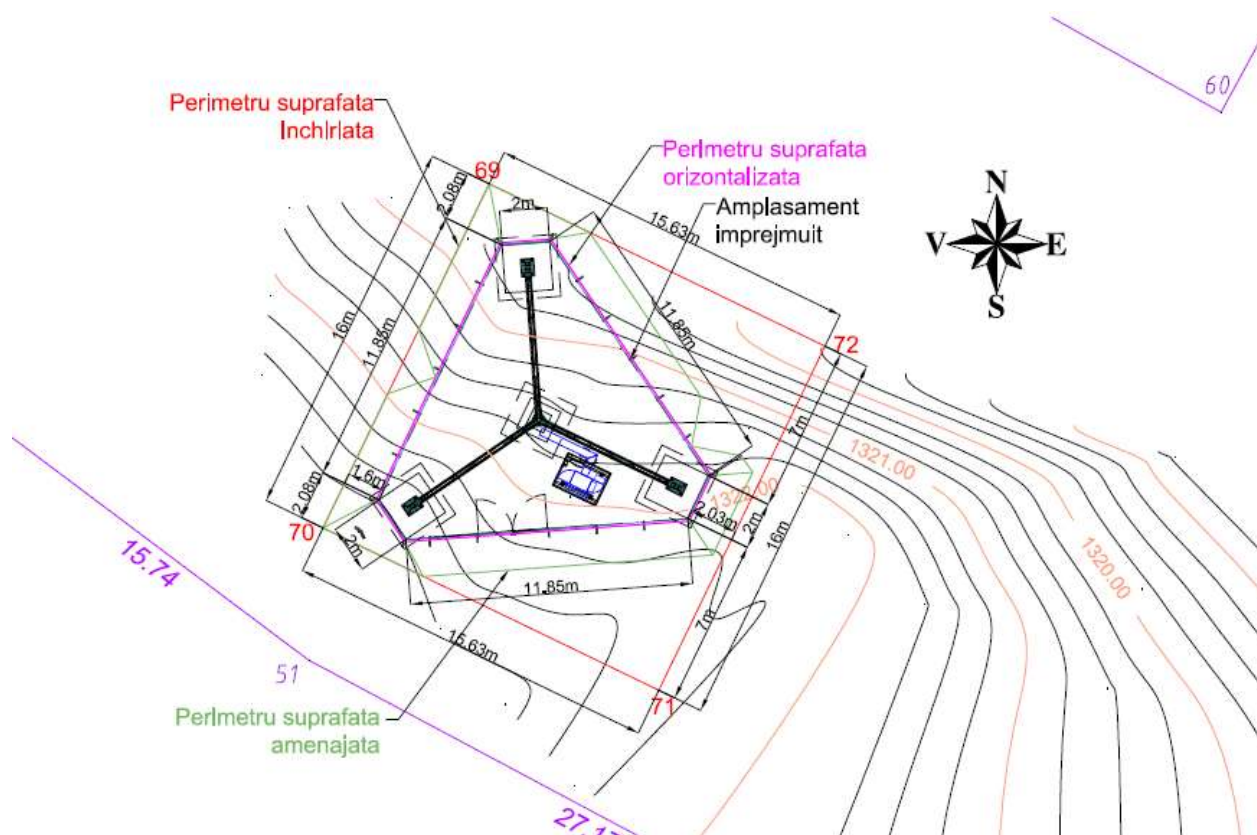 60
Perimetru suprafata
Inchiriata
69
Perimetru suprafata
orizontalizata
Amplasament
imprejmuit
N
V
E
S
2.08m
2m
15.63m
16m
11.85m
11.85m
72
7m
1321.00
1322.00
2.03m
2m
16m
1320.00
2.08m
1.6m
70
2m
15.74
11.85m
7m
15.63m
51
71
Perimetru suprafata
amenajata